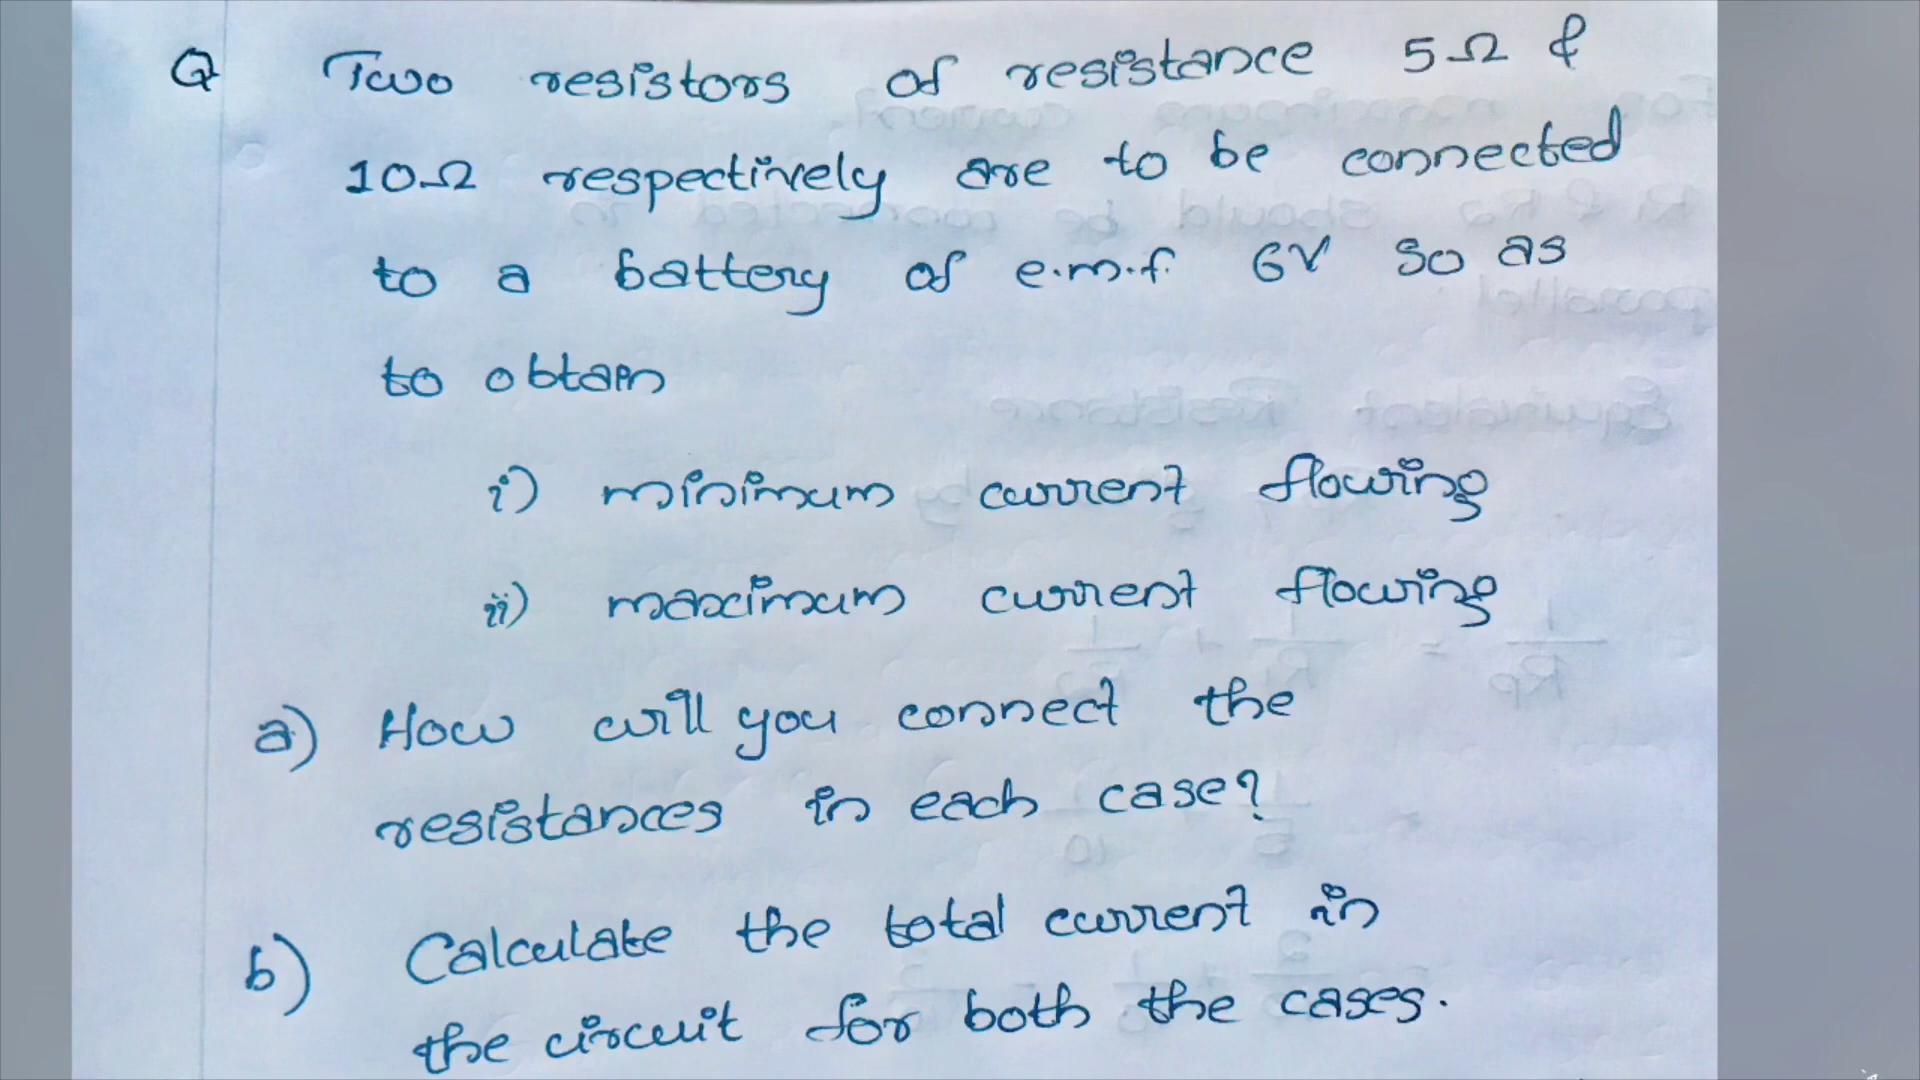 Q Two resistors of resistance 5Ω &
10Ω respectively are to be connected
to a battery of e.m.f. 6V so as
to obtain
i) minimum current flowing
ii) maximum current flowing
a) How will you connect the
resistances in each case?
b) Calculate the total current in
the circuit for both the cases.